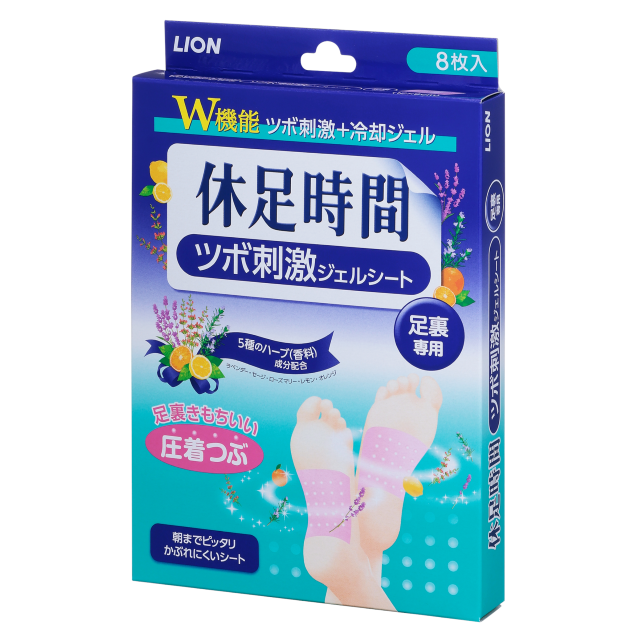 LION
8枚入
W機能 ツボ刺激+冷却ジェル
休足時間
ツボ刺激ジェルシート
足裏
専用
5種のハーブ(香料)
成分配合
ラベンダー・セージ・ローズマリー・レモン・オレンジ
足裏きもちいい
圧着つぶ
朝までピッタリ
かぶれにくいシート
LION
休足時間 ツボ刺激ジェルシート